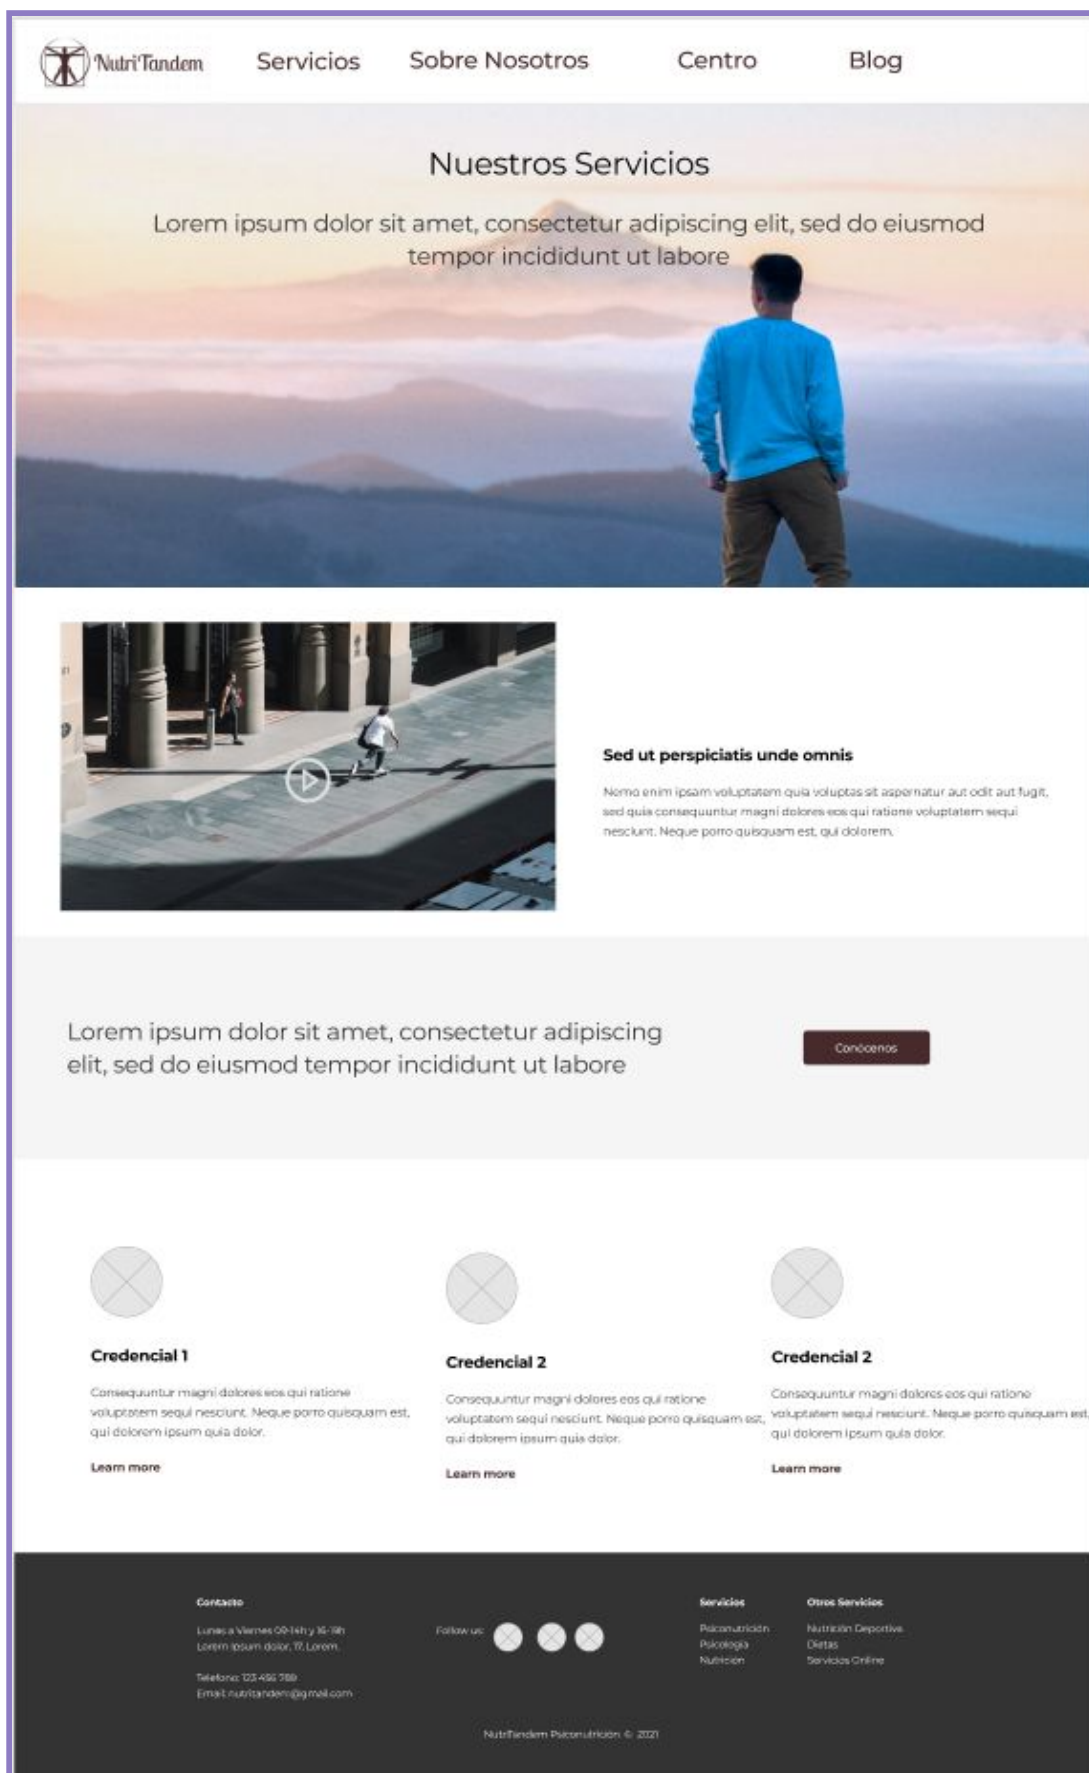 NutriTandem
Servicios
Sobre Nosotros
Centro
Blog
Nuestros Servicios
Lorem ipsum dolor sit amet, consectetur adipiscing elit, sed do eiusmod
tempor incididunt ut labore
Sed ut perspiciatis unde omnis
Nemo enim ipsam voluptatem quia voluptas sit aspernatur aut odit aut fugit,
sed quia consequuntur magni dolores eos qui ratione voluptatem sequi
nesciunt. Neque porro quisquam est, qui dolorem.
Lorem ipsum dolor sit amet, consectetur adipiscing
elit, sed do eiusmod tempor incididunt ut labore
Conócenos
Credencial 1
Consequuntur magni dolores eos qui ratione
voluptatem sequi nesciunt. Neque porro quisquam est,
qui dolorem ipsum quia dolor.
Learn more
Credencial 2
Consequuntur magni dolores eos qui ratione
voluptatem sequi nesciunt. Neque porro quisquam est,
qui dolorem ipsum quia dolor.
Learn more
Credencial 2
Consequuntur magni dolores eos qui ratione
voluptatem sequi nesciunt. Neque porro quisquam est,
qui dolorem ipsum quia dolor.
Learn more
Contacto
Lunes a Viernes 09-14h y 16-19h
Lorem ipsum dolor, 17, Lorem.
Telefono: 123 456 789
Email: nutritandem@gmail.com
Follow us:
Servicios
Psiconutrición
Psicología
Nutrición
Otros Servicios
Nutrición Deportiva
Dietas
Servicios Online
NutriTandem Psiconutrición © 2021